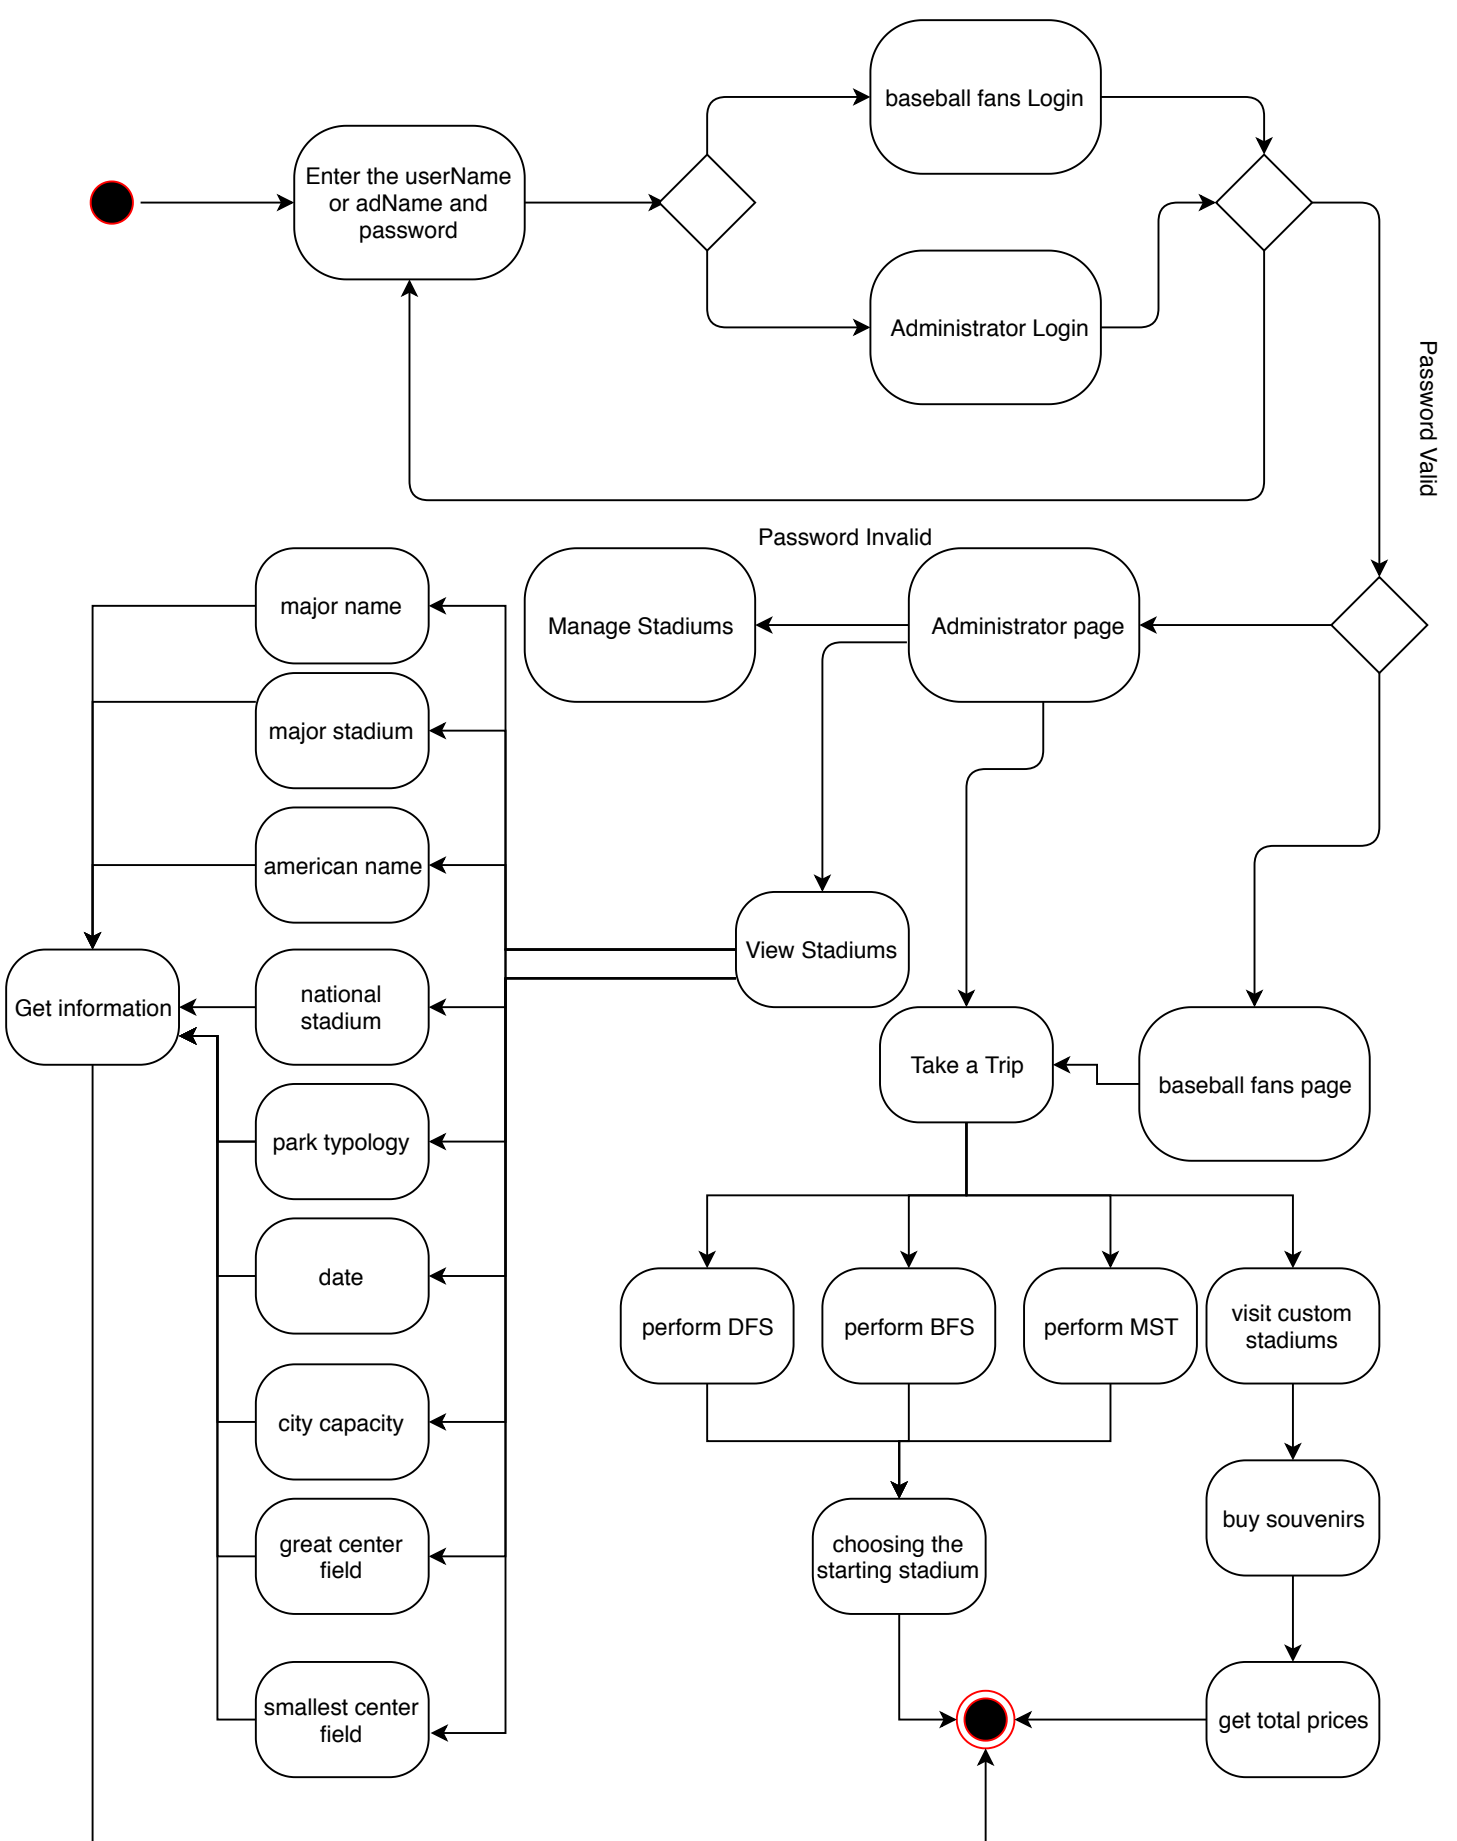 baseball fans Login
Enter the userName
or adName and
password
Administrator Login
Password Valid
Password Invalid
major name
Manage Stadiums
Administrator page
major stadium
american name
View Stadiums
Get information
national
stadium
Take a Trip
baseball fans page
park typology
date
perform DFS
perform BFS
perform MST
visit custom
stadiums
city capacity
buy souvenirs
great center
field
choosing the
starting stadium
smallest center
field
get total prices